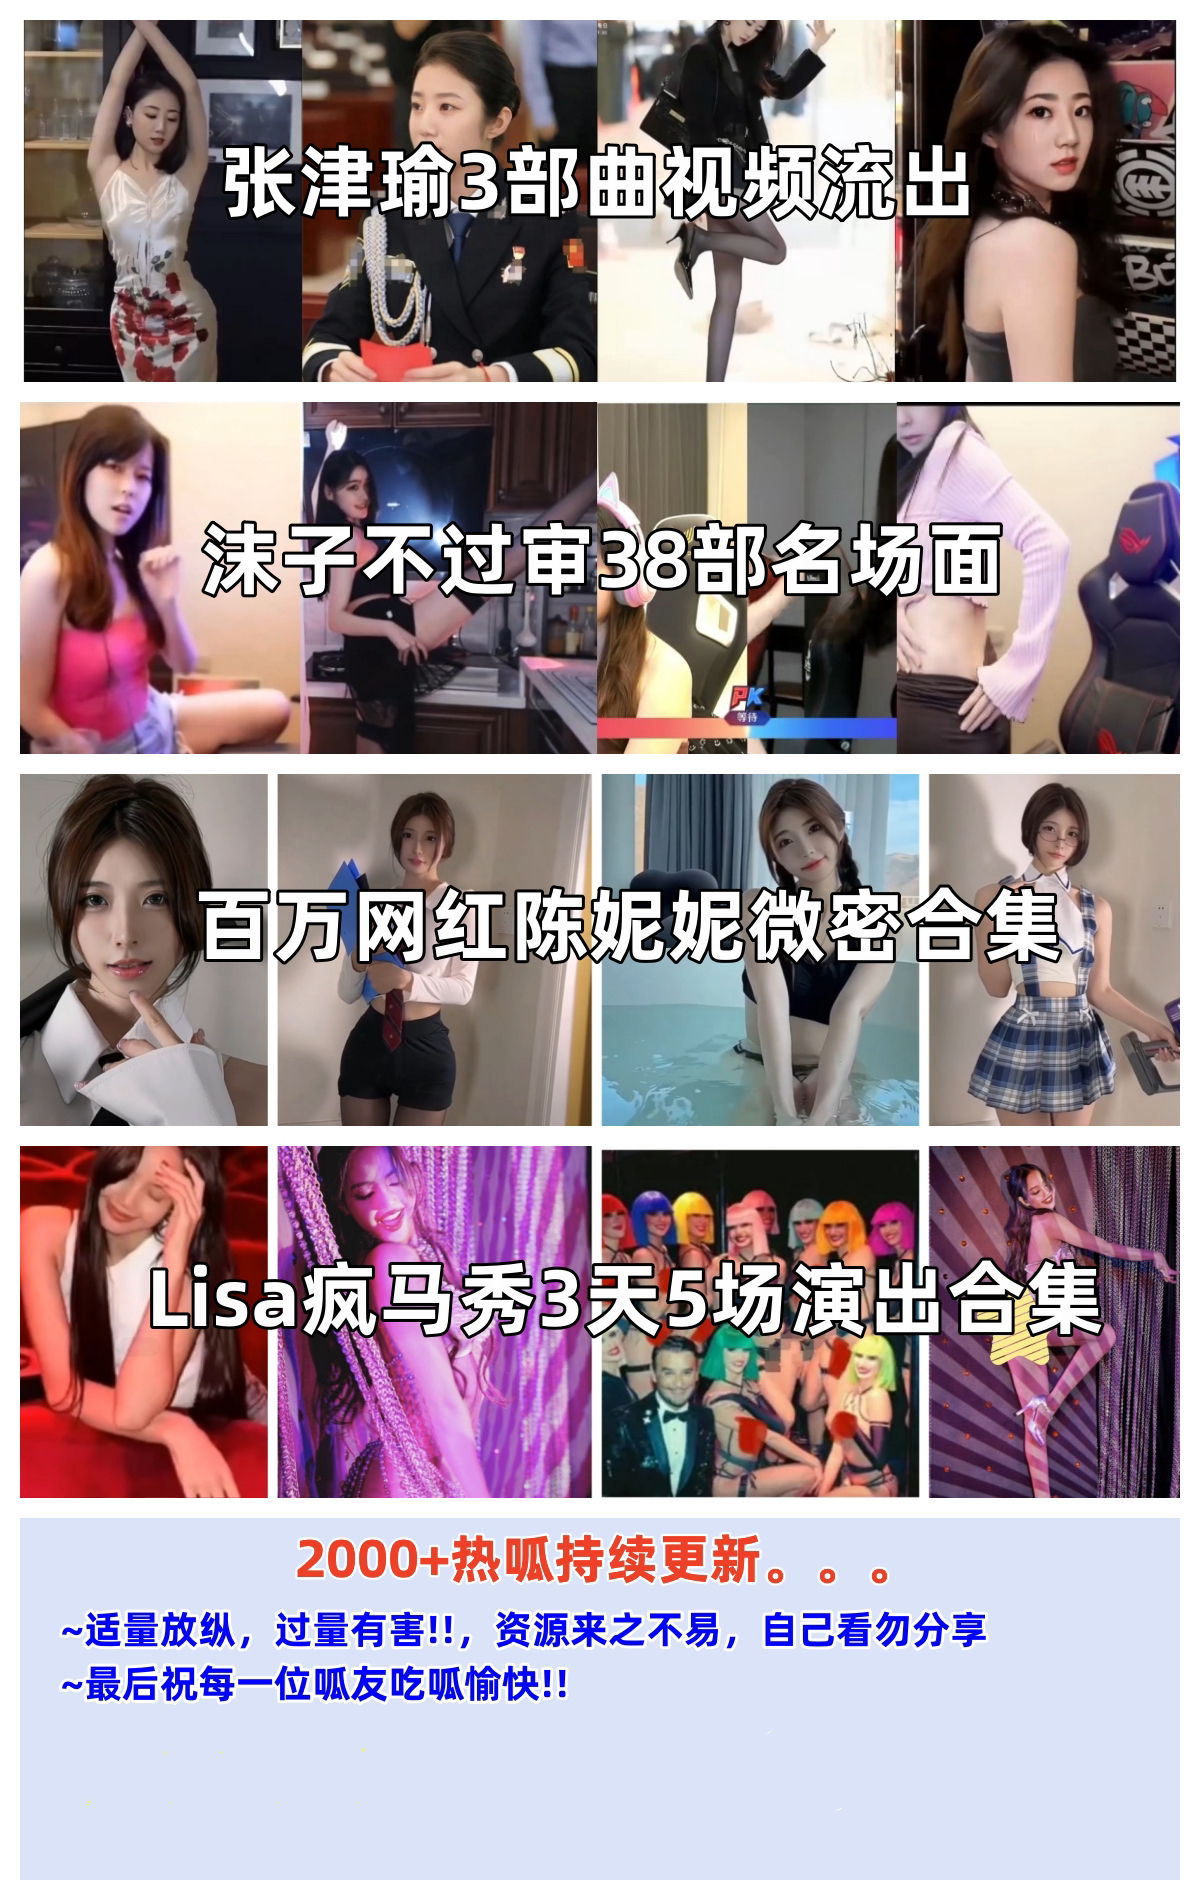 张津瑜3部曲视频流出
沫子不过审38部名场面
PK
等待
百万网红陈妮妮微密合集
Lisa疯马秀3天5场演出合集
2000+热呱持续更新。。。
~适量放纵，过量有害!!，资源来之不易，自己看勿分享
~最后祝每一位呱友吃呱愉快!!